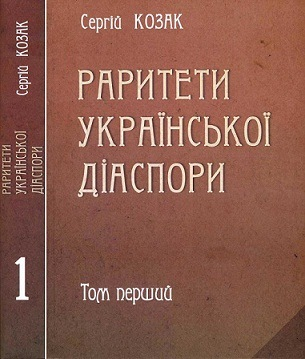 Сергій КОЗАК
РАРИТЕТИ
УКРАЇНСЬКОЇ
ДІАСПОРИ
1
Сергій КОЗАК
РАРИТЕТИ
УКРАЇНСЬКОЇ
ДІАСПОРИ
Том перший